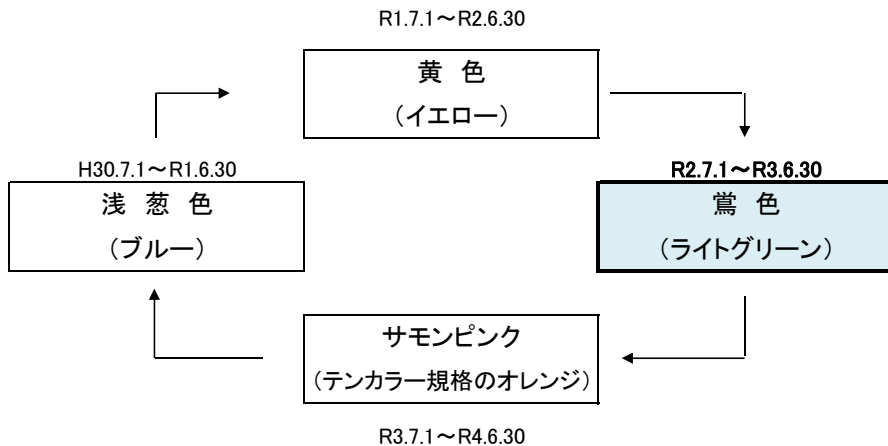 R1.7.1～R2.6.30
黄 色
（イエロー）
H30.7.1～R1.6.30
浅 葱 色
（ブルー）
R2.7.1～R3.6.30
鶯 色
（ライトグリーン）
サモンピンク
（テンカラー規格のオレンジ）
R3.7.1～R4.6.30